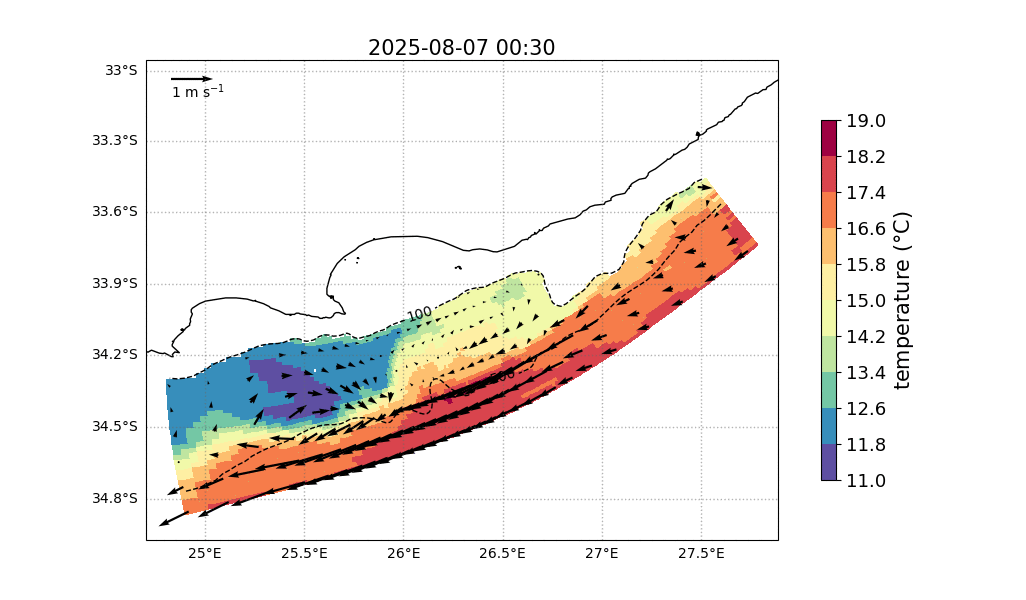 2025-08-07 00:30
1 m s⁻¹
33°S
33.3°S
33.6°S
33.9°S
34.2°S
34.5°S
34.8°S
25°E
25.5°E
26°E
26.5°E
27°E
27.5°E
100
19.0
18.2
17.4
16.6
15.8
15.0
14.2
13.4
12.6
11.8
11.0
temperature (°C)